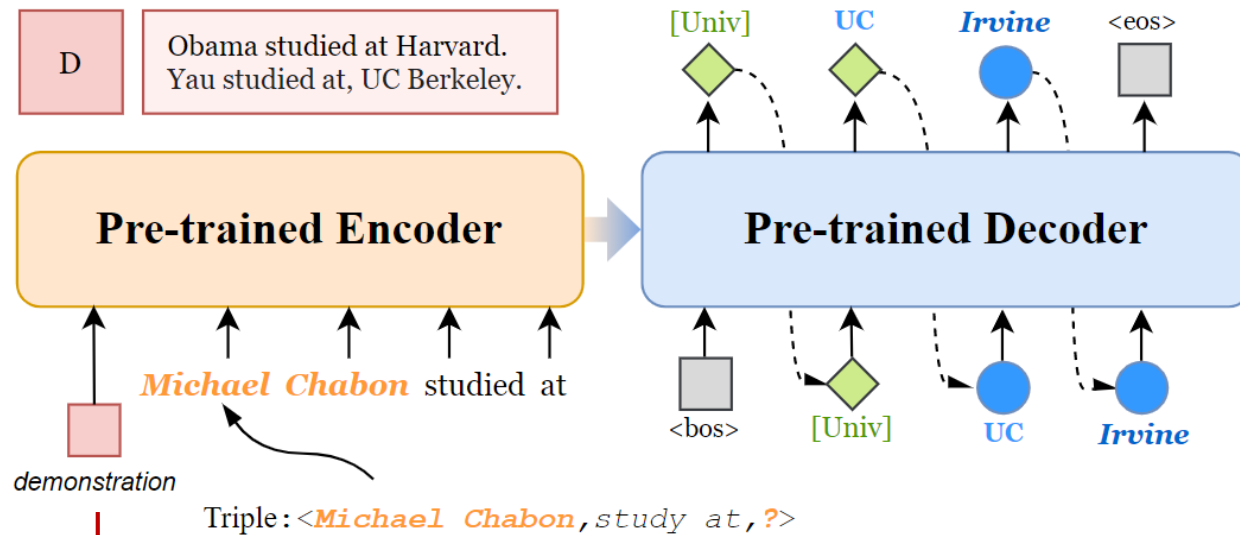 D
Obama studied at Harvard.
Yau studied at, UC Berkeley.
[Univ] UC Irvine <eos>
Pre-trained Encoder
Pre-trained Decoder
Michael Chabon studied at
<bos> [Univ] UC Irvine
demonstration
Triple:<Michael Chabon,study at,?>